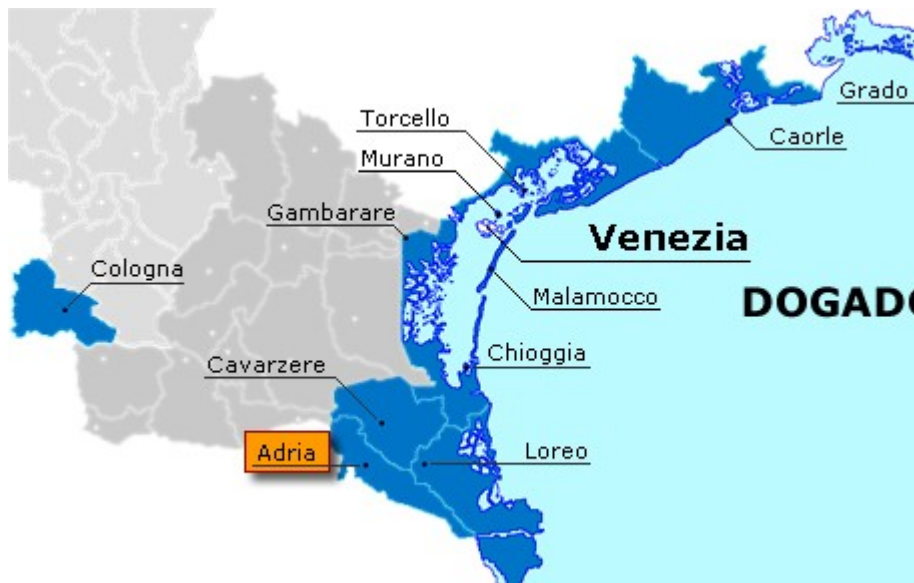 Grado
Torcello
Caorle
Murano
Gambarare
Venezia
Cologna
Malamocco
DOGADO
Chioggia
Cavarzere
Adria
Loreo